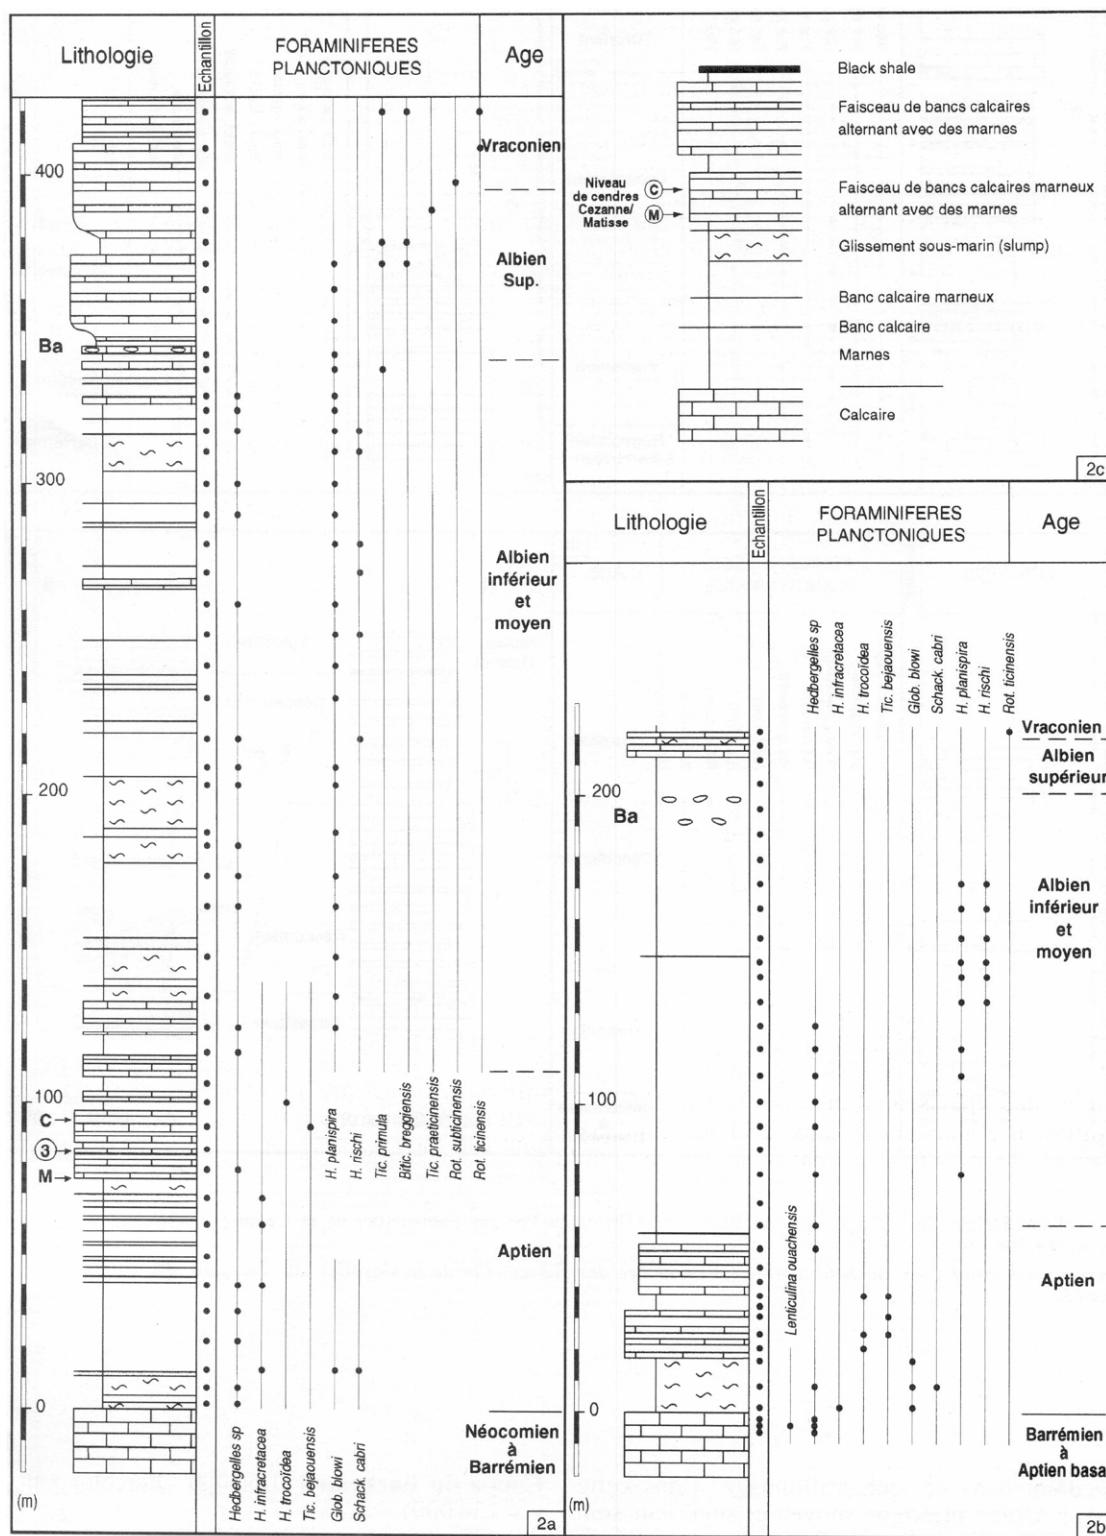 Lithologie
Echantillon
FORAMINIFERES
PLANCTONIQUES
Age
400
Ba
300
200
100
C
3
M
0
(m)
Vraconien
Albien
Sup.
Albien
inférieur
et
moyen
Aptien
Néocomien
à
Barrémien
H. planispira
H. rischi
Tic. primula
Bitic. breggiensis
Tic. praeticinensis
Rot. subticinensis
Rot. ticinensis
Hedbergelles sp
H. infracretacea
H. trocoïdea
Tic. bejaouensis
Glob. blowi
Schack. cabri
2a
Black shale
Faisceau de bancs calcaires
alternant avec des marnes
Niveau
de cendres
Cezanne/
Matisse
C
M
Faisceau de bancs calcaires marneux
alternant avec des marnes
Glissement sous-marin (slump)
Banc calcaire marneux
Banc calcaire
Marnes
Calcaire
2c
Lithologie
Echantillon
FORAMINIFERES
PLANCTONIQUES
Age
Hedbergelles sp
H. infracretacea
H. trocoïdea
Tic. bejaouensis
Glob. blowi
Schack. cabri
H. planispira
H. rischi
Rot. ticinensis
Lenticulina ouachensis
200
Ba
100
0
(m)
Vraconien
Albien
supérieur
Albien
inférieur
et
moyen
Aptien
Barrémien
à
Aptien basa
2b